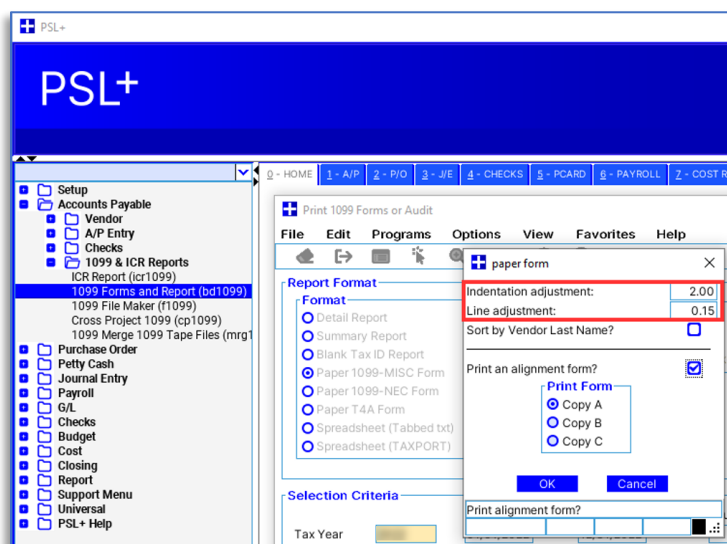 PSL+
PSL+
0 - HOME
1 - A/P
2 - P/O
3 - J/E
4 - CHECKS
5 - PCARD
6 - PAYROLL
7 - COST R
Setup
Accounts Payable
Vendor
A/P Entry
Checks
1099 & ICR Reports
ICR Report (icr1099)
1099 Forms and Report (bd1099)
1099 File Maker (f1099)
Cross Project 1099 (cp1099)
1099 Merge 1099 Tape Files (mrg1
Purchase Order
Petty Cash
Journal Entry
Payroll
G/L
Checks
Budget
Cost
Closing
Report
Support Menu
Universal
PSL+ Help
Print 1099 Forms or Audit
File Edit Programs Options View Favorites Help
Report Format
Format
Detail Report
Summary Report
Blank Tax ID Report
Paper 1099-MISC Form
Paper 1099-NEC Form
Paper T4A Form
Spreadsheet (Tabbed txt)
Spreadsheet (TAXPORT)
Selection Criteria
Tax Year
paper form
Indentation adjustment: 2.00
Line adjustment: 0.15
Sort by Vendor Last Name?
Print an alignment form?
Print Form
Copy A
Copy B
Copy C
OK Cancel
Print alignment form?